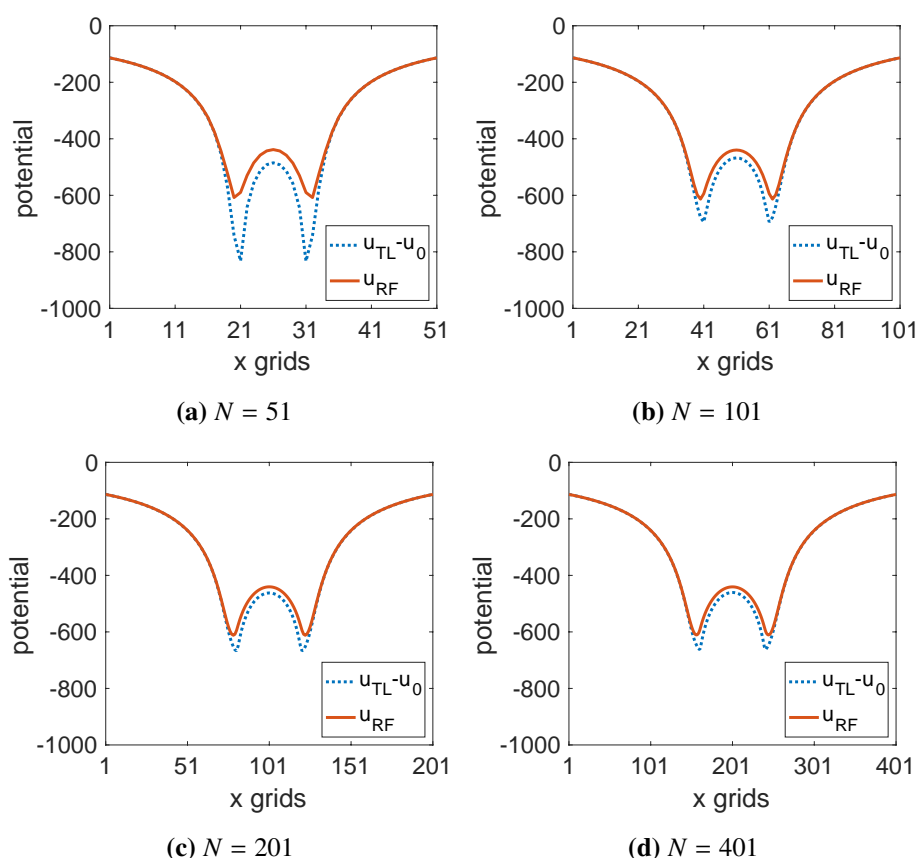 0
-200
-400
-600
-800
-1000
potential
u_TL-u_0
u_RF
1 11 21 31 41 51
x grids
(a) N = 51
0
-200
-400
-600
-800
-1000
potential
u_TL-u_0
u_RF
1 21 41 61 81 101
x grids
(b) N = 101
0
-200
-400
-600
-800
-1000
potential
u_TL-u_0
u_RF
1 51 101 151 201
x grids
(c) N = 201
0
-200
-400
-600
-800
-1000
potential
u_TL-u_0
u_RF
1 101 201 301 401
x grids
(d) N = 401